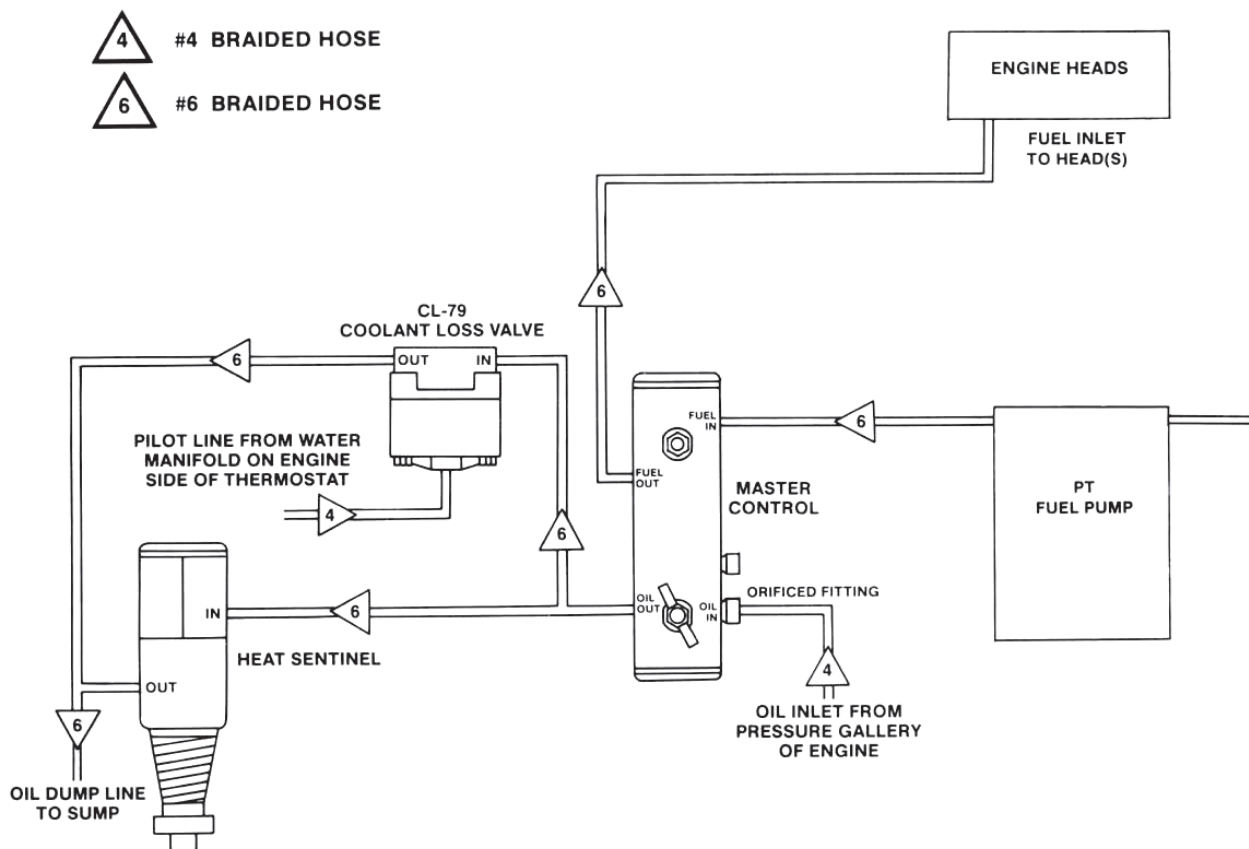 4 #4 BRAIDED HOSE
6 #6 BRAIDED HOSE
ENGINE HEADS
FUEL INLET
TO HEAD(S)
6
CL-79
COOLANT LOSS VALVE
6
OUT IN
PILOT LINE FROM WATER
MANIFOLD ON ENGINE
SIDE OF THERMOSTAT
4
6
FUEL
IN
6
FUEL
OUT
MASTER
CONTROL
PT
FUEL PUMP
IN
6
OIL
OUT
OIL
IN
ORIFICED FITTING
HEAT SENTINEL
OUT
4
6
OIL INLET FROM
PRESSURE GALLERY
OF ENGINE
OIL DUMP LINE
TO SUMP